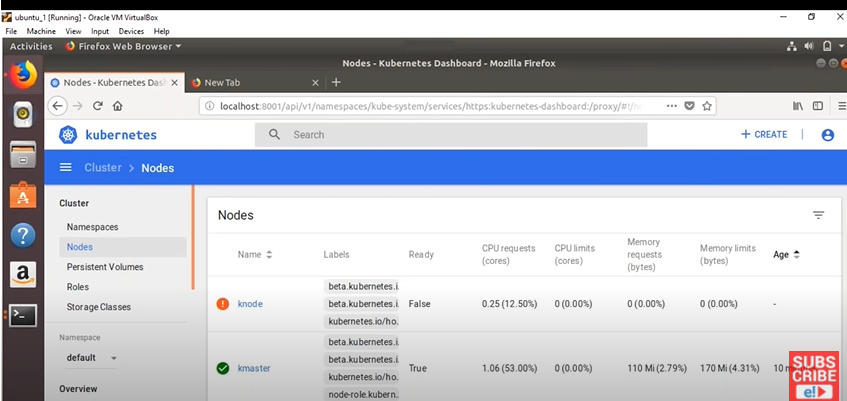 ubuntu_1 [Running] - Oracle VM VirtualBox
File Machine View Input Devices Help
Activities Firefox Web Browser
Nodes - Kubernetes Dashboard - Mozilla Firefox
Nodes - Kubernetes Dash New Tab
localhost:8001/api/v1/namespaces/kube-system/services/https:kubernetes-dashboard:/proxy/#!/n
kubernetes Search + CREATE
Cluster > Nodes
Cluster
Namespaces
Nodes
Persistent Volumes
Roles
Storage Classes
Namespace
default
Overview
Nodes
Name Labels Ready CPU requests (cores) CPU limits (cores) Memory requests (bytes) Memory limits (bytes) Age
beta.kubernetes.i.
knode beta.kubernetes.i. False 0.25 (12.50%) 0 (0.00%) 0 (0.00%) 0 (0.00%) -
kubernetes.io/ho.
beta.kubernetes.i.
beta.kubernetes.i.
kmaster kubernetes.io/ho. True 1.06 (53.00%) 0 (0.00%) 110 Mi (2.79%) 170 Mi (4.31%) 10
node-role.kubern.
SUBS
CRIBE
e!